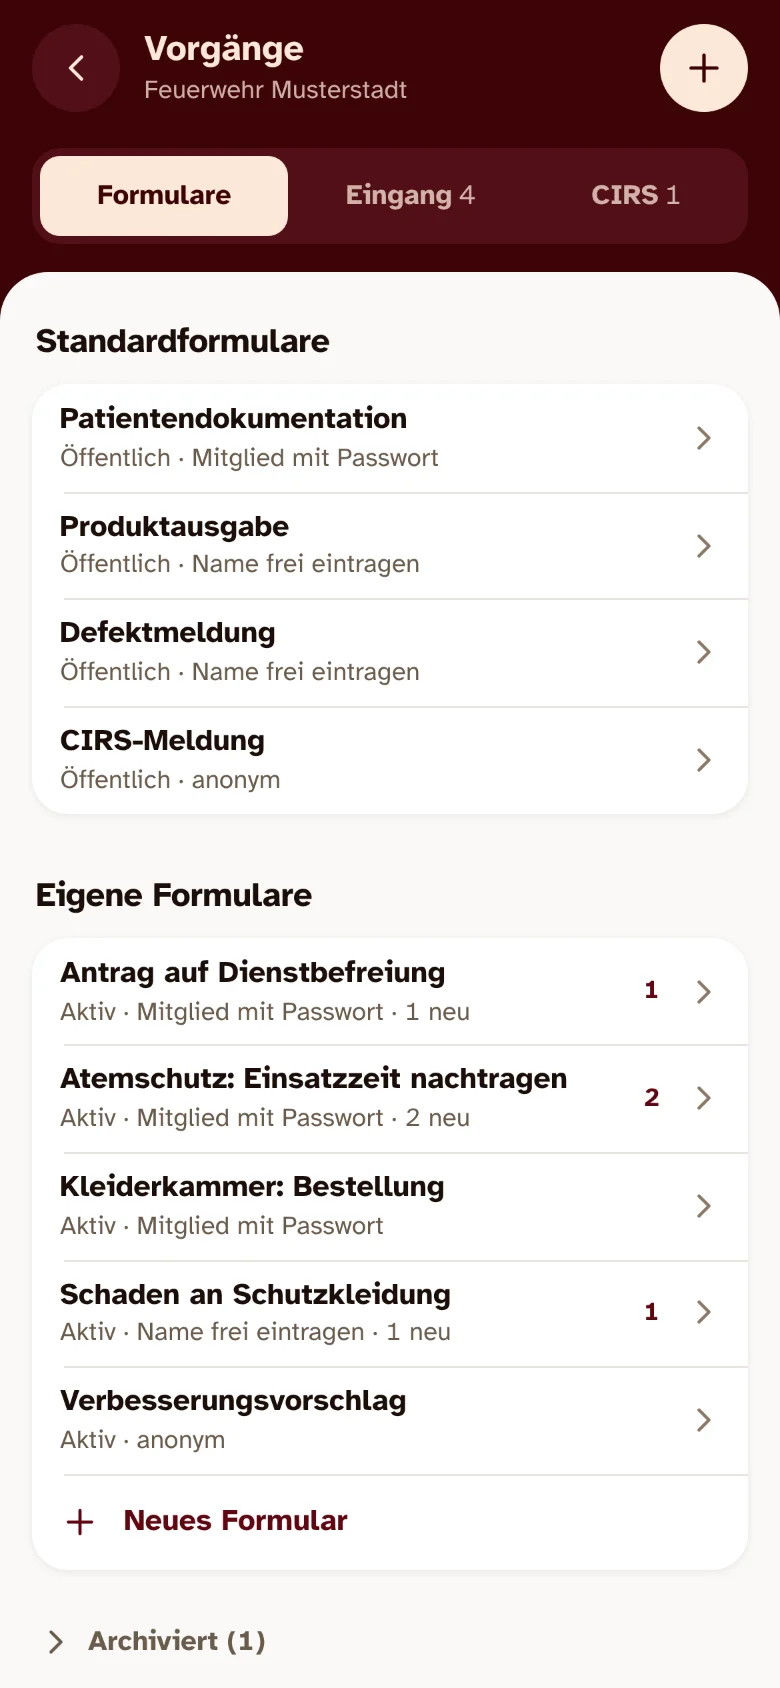 Vorgänge
Feuerwehr Musterstadt
Formulare
Eingang 4
CIRS 1
Standardformulare
Patientendokumentation
Öffentlich · Mitglied mit Passwort
Produktausgabe
Öffentlich · Name frei eintragen
Defektmeldung
Öffentlich · Name frei eintragen
CIRS-Meldung
Öffentlich · anonym
Eigene Formulare
Antrag auf Dienstbefreiung
Aktiv · Mitglied mit Passwort · 1 neu
1
Atemschutz: Einsatzzeit nachtragen
Aktiv · Mitglied mit Passwort · 2 neu
2
Kleiderkammer: Bestellung
Aktiv · Mitglied mit Passwort
Schaden an Schutzkleidung
Aktiv · Name frei eintragen · 1 neu
1
Verbesserungsvorschlag
Aktiv · anonym
Neues Formular
Archiviert (1)